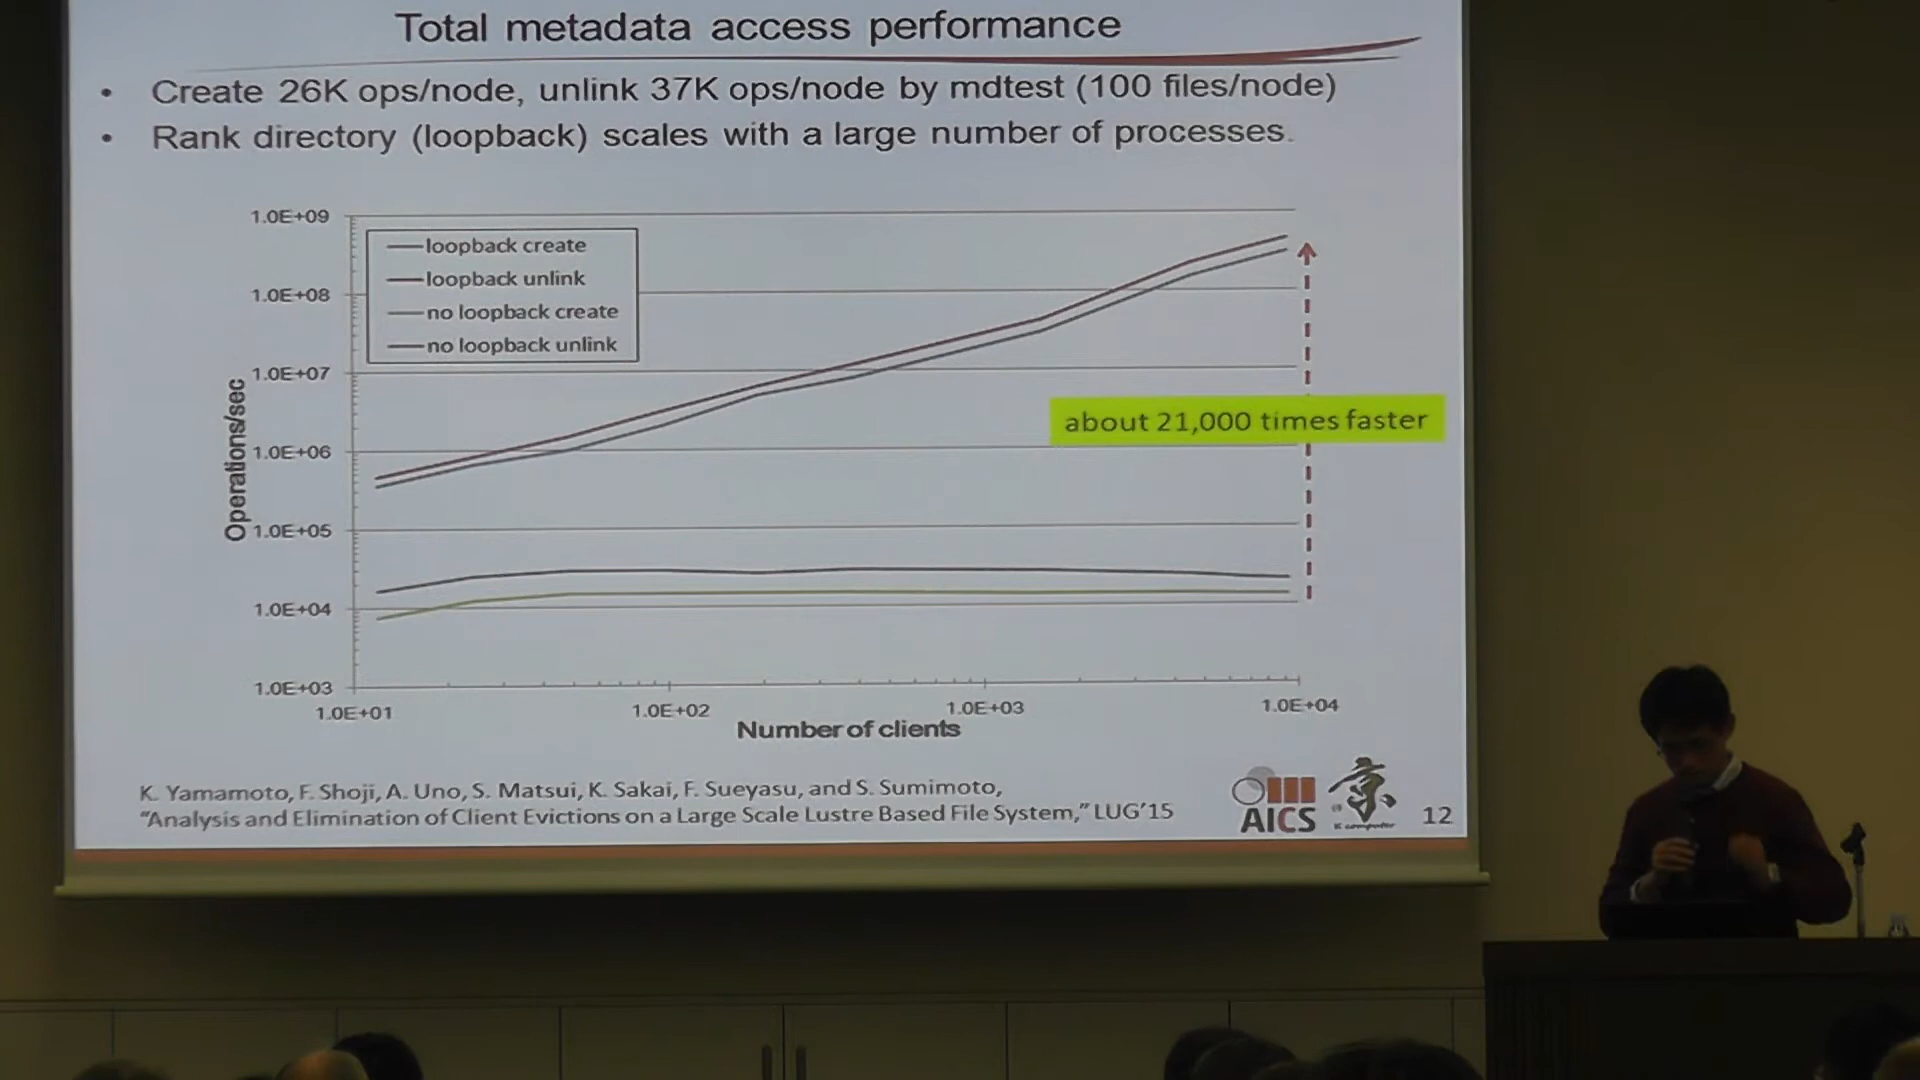 Total metadata access performance
• Create 26K ops/node, unlink 37K ops/node by mdtest (100 files/node)
• Rank directory (loopback) scales with a large number of processes.
1.0E+09
1.0E+08
1.0E+07
1.0E+06
1.0E+05
1.0E+04
1.0E+03
Operations/sec
loopback create
loopback unlink
no loopback create
no loopback unlink
about 21,000 times faster
1.0E+01 1.0E+02 1.0E+03 1.0E+04
Number of clients
K. Yamamoto, F. Shoji, A. Uno, S. Matsui, K. Sakai, F. Sueyasu, and S. Sumimoto,
“Analysis and Elimination of Client Evictions on a Large Scale Lustre Based File System,” LUG’15
AICS
京
K computer
12